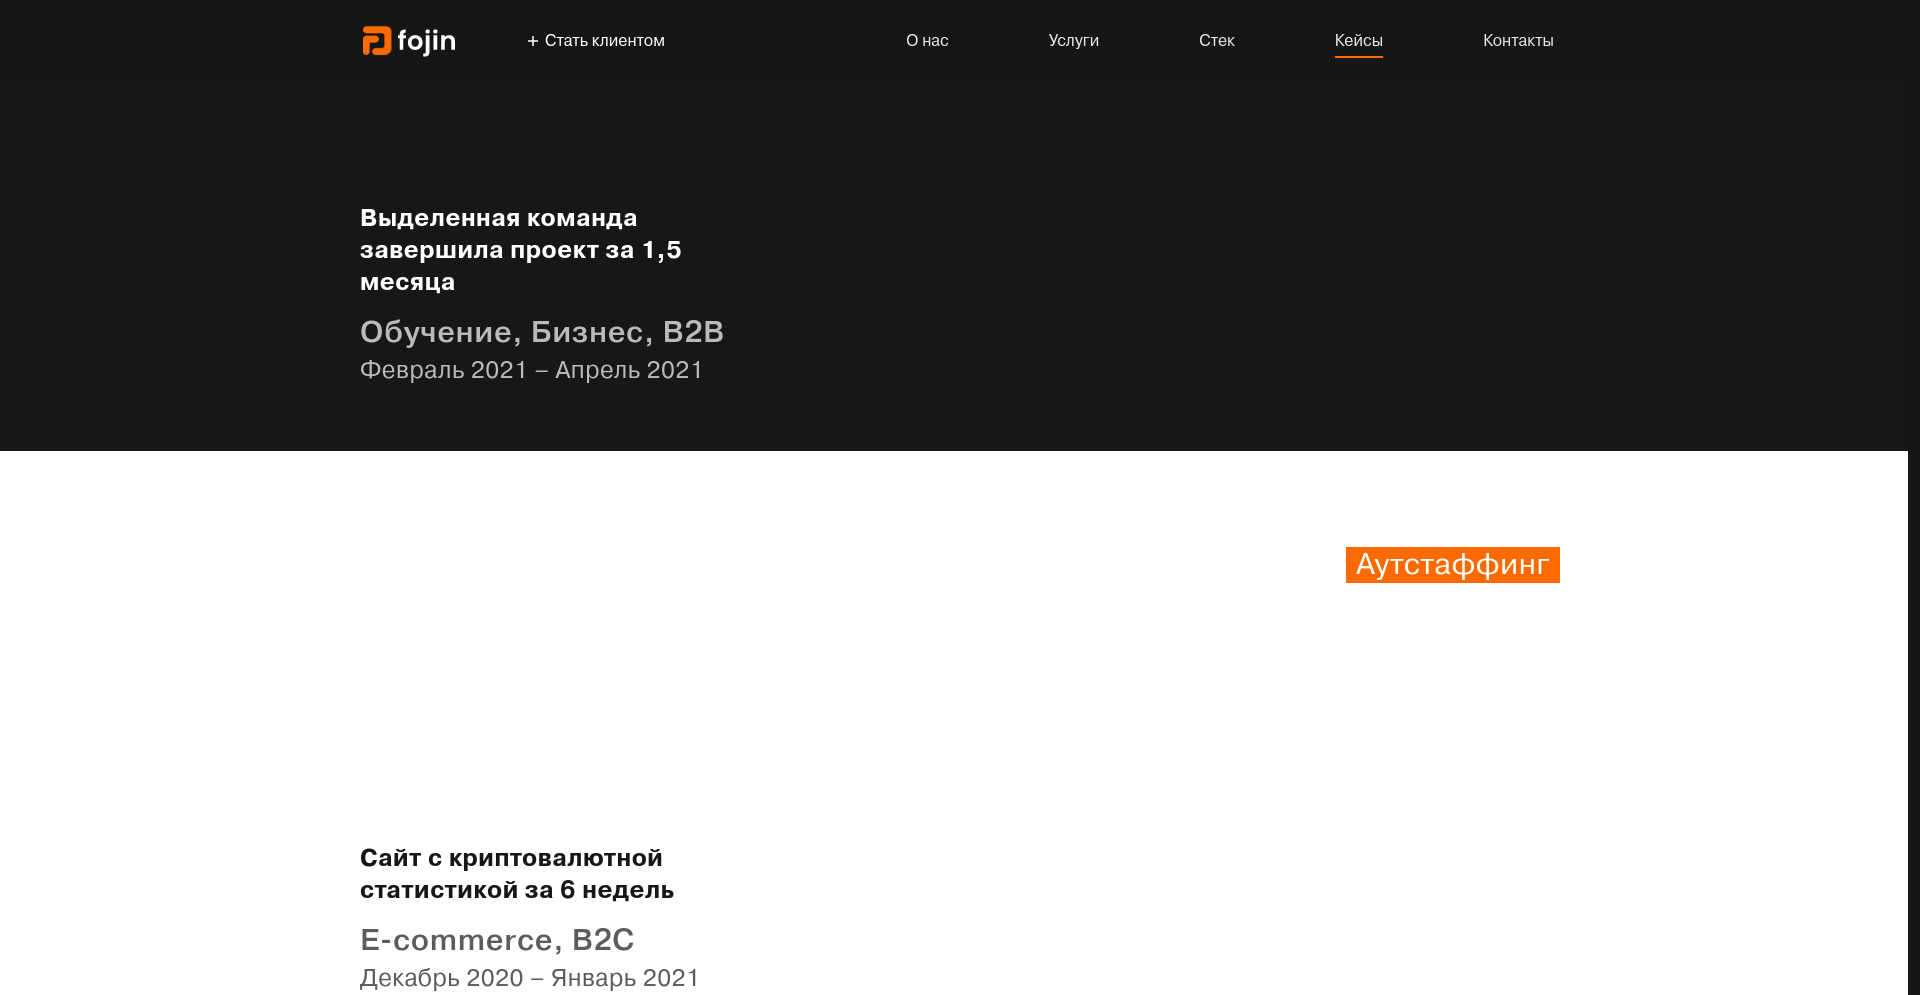 fojin
+ Стать клиентом
О нас
Услуги
Стек
Кейсы
Контакты
Выделенная команда
завершила проект за 1,5
месяца
Обучение, Бизнес, B2B
Февраль 2021 – Апрель 2021
Аутстаффинг
Сайт с криптовалютной
статистикой за 6 недель
E-commerce, B2C
Декабрь 2020 – Январь 2021